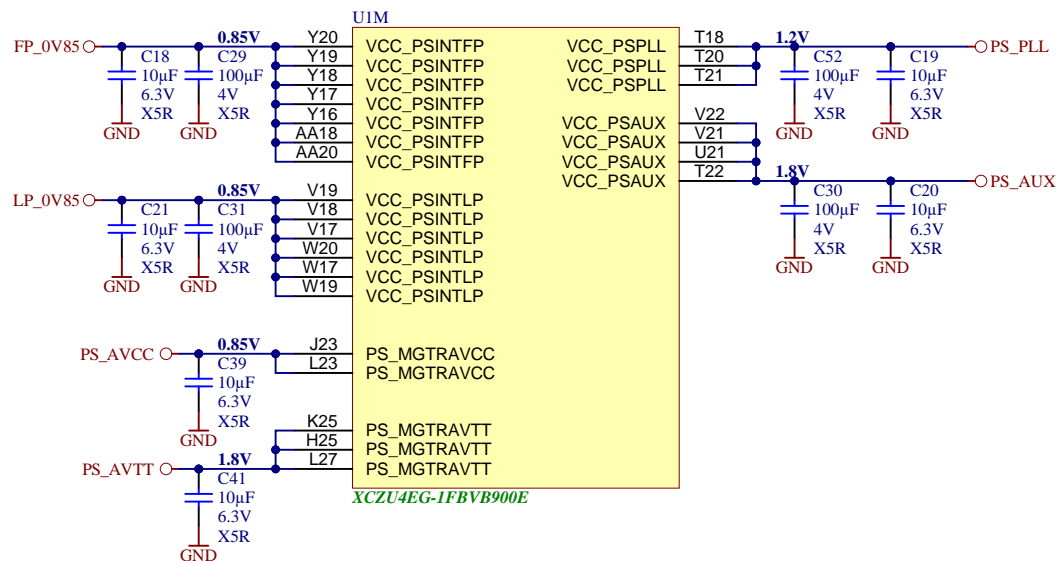 U1M
FP_0V85
0.85V
C18
10µF
6.3V
X5R
GND
C29
100µF
4V
X5R
GND
Y20
Y19
Y18
Y17
Y16
AA18
AA20
VCC_PSINTFP
VCC_PSINTFP
VCC_PSINTFP
VCC_PSINTFP
VCC_PSINTFP
VCC_PSINTFP
VCC_PSINTFP
VCC_PSPLL
VCC_PSPLL
VCC_PSPLL
T18
T20
T21
1.2V
PS_PLL
C52
100µF
4V
X5R
GND
C19
10µF
6.3V
X5R
GND
VCC_PSAUX
VCC_PSAUX
VCC_PSAUX
VCC_PSAUX
V22
V21
U21
T22
1.8V
PS_AUX
C30
100µF
4V
X5R
GND
C20
10µF
6.3V
X5R
GND
LP_0V85
0.85V
C21
10µF
6.3V
X5R
GND
C31
100µF
4V
X5R
GND
V19
V18
V17
W20
W17
W19
VCC_PSINTLP
VCC_PSINTLP
VCC_PSINTLP
VCC_PSINTLP
VCC_PSINTLP
VCC_PSINTLP
PS_AVCC
0.85V
C39
10µF
6.3V
X5R
GND
J23
L23
PS_MGTRAVCC
PS_MGTRAVCC
PS_AVTT
1.8V
C41
10µF
6.3V
X5R
GND
K25
H25
L27
PS_MGTRAVTT
PS_MGTRAVTT
PS_MGTRAVTT
XCZU4EG-1FBVB900E